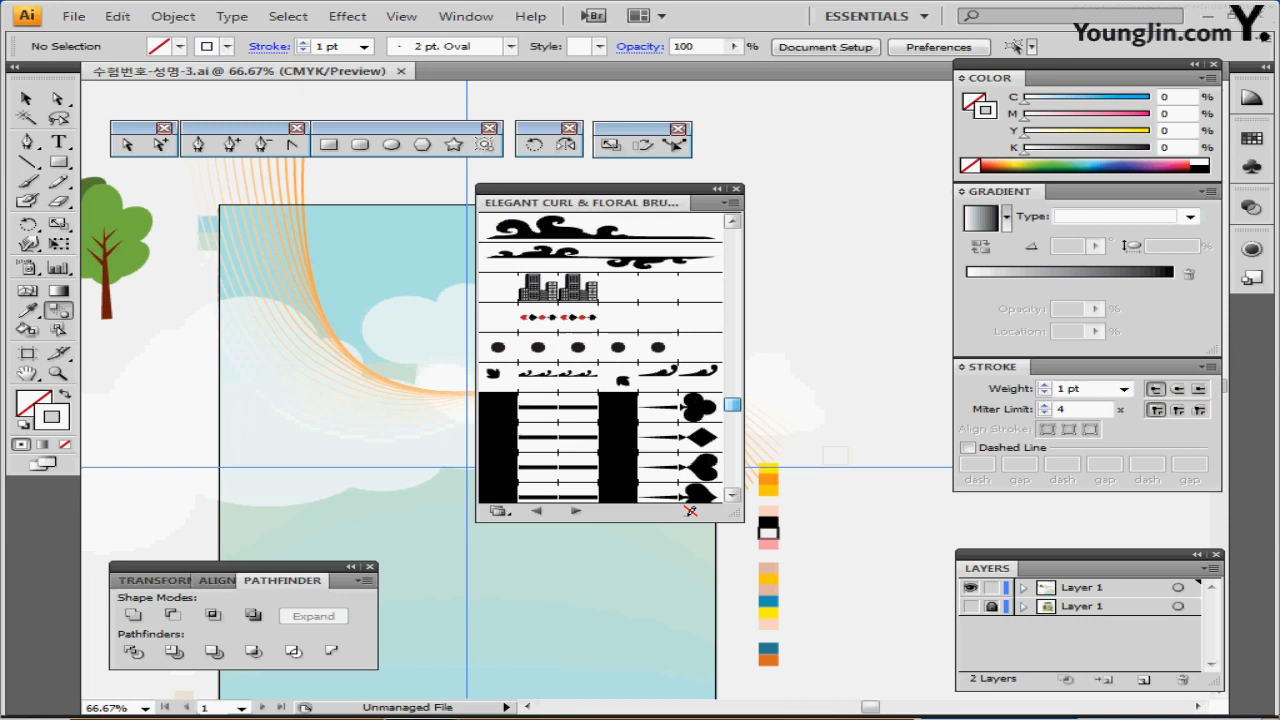 Ai File Edit Object Type Select Effect View Window Help Br ESSENTIALS
YoungJin.com Y.
No Selection Stroke: 1 pt 2 pt. Oval Style: Opacity: 100 % Document Setup Preferences
수험번호-성명-3.ai @ 66.67% (CMYK/Preview)
COLOR
C 0 %
M 0 %
Y 0 %
K 0 %
ELEGANT CURL & FLORAL BRU...
GRADIENT
Type:
Opacity: %
Location: %
STROKE
Weight: 1 pt
Miter Limit: 4 x
Align Stroke:
Dashed Line
dash gap dash gap dash gap
TRANSFORM ALIGN PATHFINDER
Shape Modes:
Expand
Pathfinders:
LAYERS
Layer 1
Layer 1
2 Layers
66.67% 1 Unmanaged File